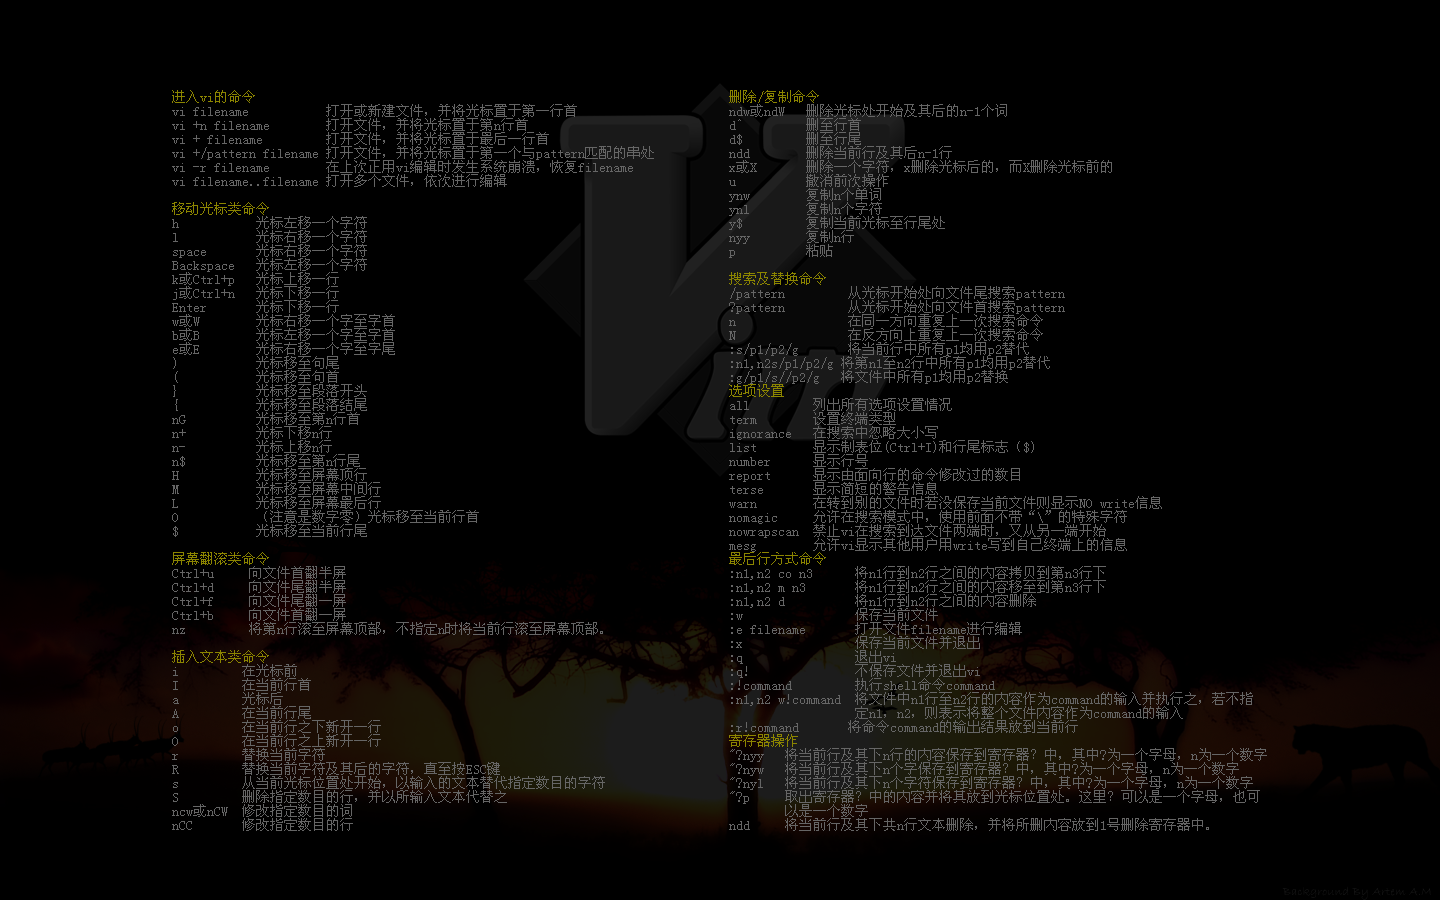 进入vi的命令
vi filename 打开或新建文件，并将光标置于第一行首
vi +n filename 打开文件，并将光标置于第n行首
vi + filename 打开文件，并将光标置于最后一行首
vi +/pattern filename 打开文件，并将光标置于第一个与pattern匹配的串处
vi -r filename 在上次正用vi编辑时发生系统崩溃，恢复filename
vi filename..filename 打开多个文件，依次进行编辑
移动光标类命令
h 光标左移一个字符
l 光标右移一个字符
space 光标右移一个字符
Backspace 光标左移一个字符
k或Ctrl+p 光标上移一行
j或Ctrl+n 光标下移一行
Enter 光标下移一行
w或W 光标右移一个字至字首
b或B 光标左移一个字至字首
e或E 光标右移一个字至字尾
) 光标移至句尾
( 光标移至句首
} 光标移至段落开头
{ 光标移至段落结尾
nG 光标移至第n行首
n+ 光标下移n行
n- 光标上移n行
n$ 光标移至第n行尾
H 光标移至屏幕顶行
M 光标移至屏幕中间行
L 光标移至屏幕最后行
0 （注意是数字零）光标移至当前行首
$ 光标移至当前行尾
屏幕翻滚类命令
Ctrl+u 向文件首翻半屏
Ctrl+d 向文件尾翻半屏
Ctrl+f 向文件尾翻一屏
Ctrl+b 向文件首翻一屏
nz 将第n行滚至屏幕顶部，不指定n时将当前行滚至屏幕顶部。
插入文本类命令
i 在光标前
I 在当前行首
a 光标后
A 在当前行尾
o 在当前行之下新开一行
O 在当前行之上新开一行
r 替换当前字符
R 替换当前字符及其后的字符，直至按ESC键
s 从当前光标位置处开始，以输入的文本替代指定数目的字符
S 删除指定数目的行，并以所输入文本代替之
ncw或nCW 修改指定数目的词
nCC 修改指定数目的行
删除/复制命令
ndw或ndW 删除光标处开始及其后的n-1个词
d^ 删至行首
d$ 删至行尾
ndd 删除当前行及其后n-1行
x或X 删除一个字符，x删除光标后的，而X删除光标前的
u 撤消前次操作
ynw 复制n个单词
ynl 复制n个字符
y$ 复制当前光标至行尾处
nyy 复制n行
p 粘贴
搜索及替换命令
/pattern 从光标开始处向文件尾搜索pattern
?pattern 从光标开始处向文件首搜索pattern
n 在同一方向重复上一次搜索命令
N 在反方向上重复上一次搜索命令
:s/p1/p2/g 将当前行中所有p1均用p2替代
:n1,n2s/p1/p2/g 将第n1至n2行中所有p1均用p2替代
:g/p1/s//p2/g 将文件中所有p1均用p2替换
选项设置
all 列出所有选项设置情况
term 设置终端类型
ignorance 在搜索中忽略大小写
list 显示制表位(Ctrl+I)和行尾标志（$)
number 显示行号
report 显示由面向行的命令修改过的数目
terse 显示简短的警告信息
warn 在转到别的文件时若没保存当前文件则显示NO write信息
nomagic 允许在搜索模式中，使用前面不带“\”的特殊字符
nowrapscan 禁止vi在搜索到达文件两端时，又从另一端开始
mesg 允许vi显示其他用户用write写到自己终端上的信息
最后行方式命令
:n1,n2 co n3 将n1行到n2行之间的内容拷贝到第n3行下
:n1,n2 m n3 将n1行到n2行之间的内容移至到第n3行下
:n1,n2 d 将n1行到n2行之间的内容删除
:w 保存当前文件
:e filename 打开文件filename进行编辑
:x 保存当前文件并退出
:q 退出vi
:q! 不保存文件并退出vi
:!command 执行shell命令command
:n1,n2 w!command 将文件中n1行至n2行的内容作为command的输入并执行之，若不指
定n1，n2，则表示将整个文件内容作为command的输入
:r!command 将命令command的输出结果放到当前行
寄存器操作
"?nyy 将当前行及其下n行的内容保存到寄存器？中，其中?为一个字母，n为一个数字
"?nyw 将当前行及其下n个字保存到寄存器？中，其中?为一个字母，n为一个数字
"?nyl 将当前行及其下n个字符保存到寄存器？中，其中?为一个字母，n为一个数字
"?p 取出寄存器？中的内容并将其放到光标位置处。这里？可以是一个字母，也可
以是一个数字
ndd 将当前行及其下共n行文本删除，并将所删内容放到1号删除寄存器中。
Vim
Background By Artem A.M